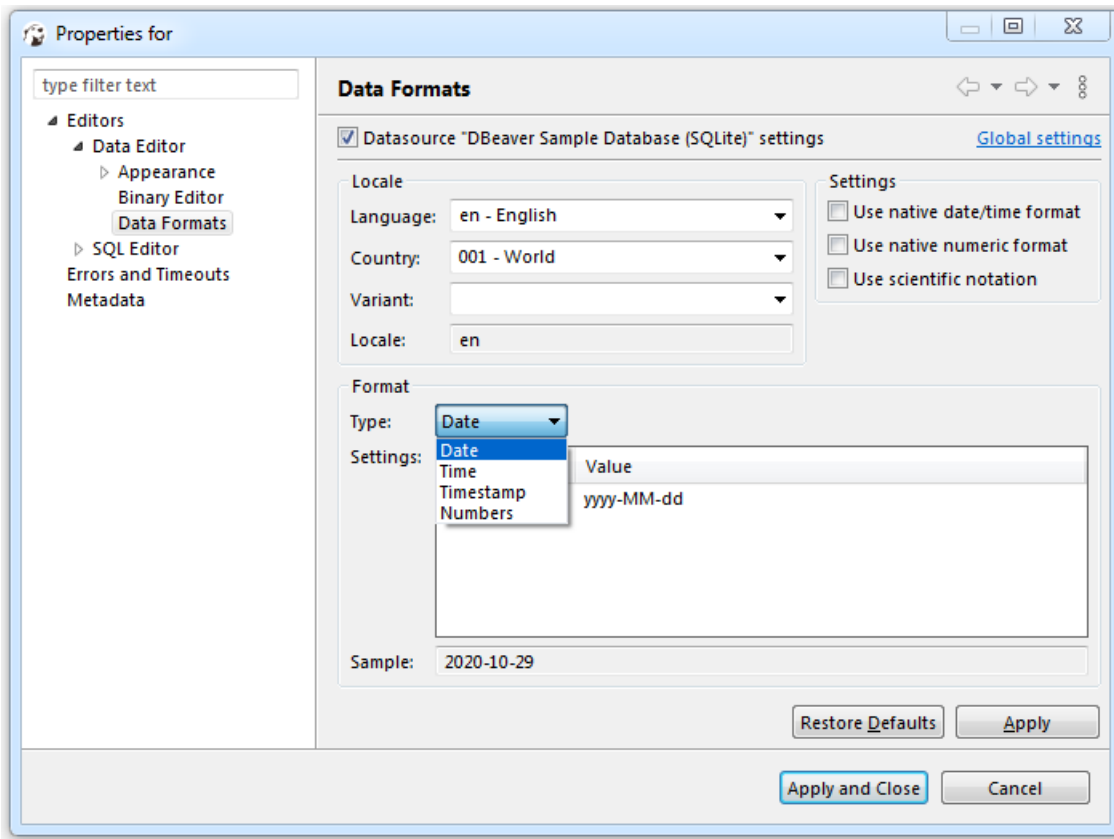 Properties for
type filter text
Editors
Data Editor
Appearance
Binary Editor
Data Formats
SQL Editor
Errors and Timeouts
Metadata
Data Formats
Datasource "DBeaver Sample Database (SQLite)" settings
Global settings
Locale
Language: en - English
Country: 001 - World
Variant:
Locale: en
Settings
Use native date/time format
Use native numeric format
Use scientific notation
Format
Type: Date
Date
Time
Timestamp
Numbers
Settings:
Value
yyyy-MM-dd
Sample: 2020-10-29
Restore Defaults
Apply
Apply and Close
Cancel